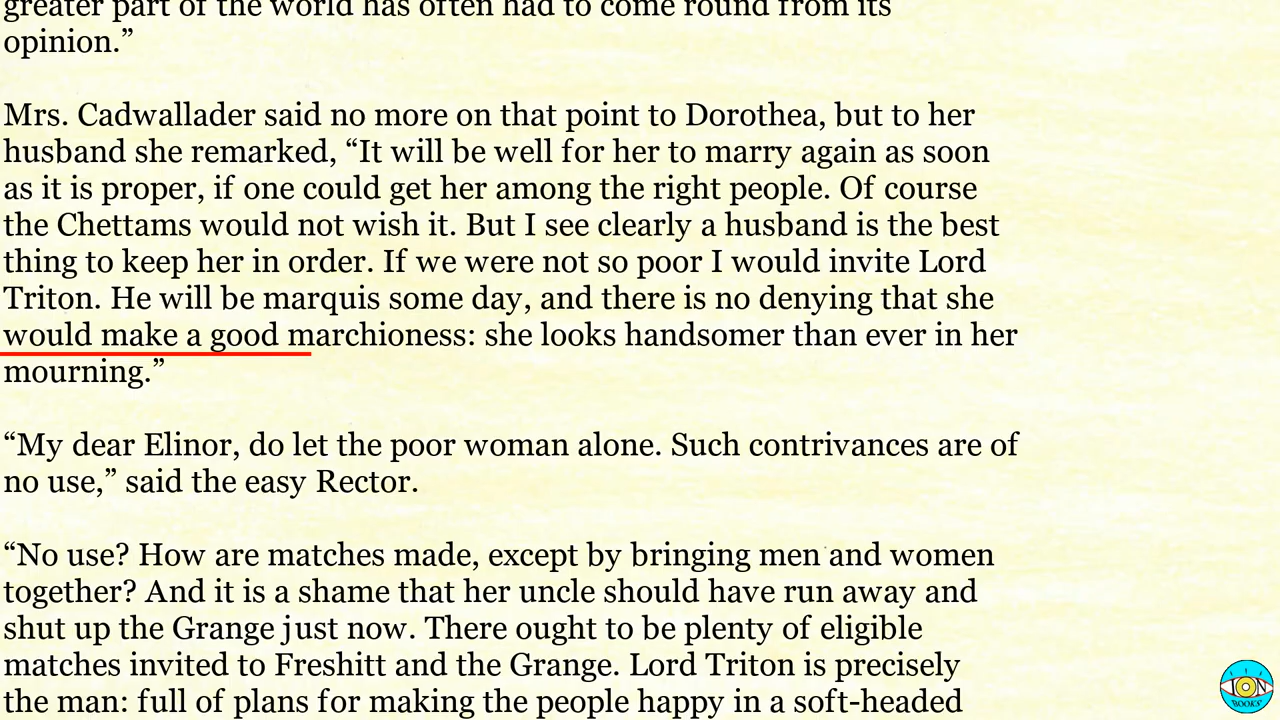 greater part of the world has often had to come round from its
opinion.”
Mrs. Cadwallader said no more on that point to Dorothea, but to her
husband she remarked, “It will be well for her to marry again as soon
as it is proper, if one could get her among the right people. Of course
the Chettams would not wish it. But I see clearly a husband is the best
thing to keep her in order. If we were not so poor I would invite Lord
Triton. He will be marquis some day, and there is no denying that she
would make a good marchioness: she looks handsomer than ever in her
mourning.”
“My dear Elinor, do let the poor woman alone. Such contrivances are of
no use,” said the easy Rector.
“No use? How are matches made, except by bringing men and women
together? And it is a shame that her uncle should have run away and
shut up the Grange just now. There ought to be plenty of eligible
matches invited to Freshitt and the Grange. Lord Triton is precisely
the man: full of plans for making the people happy in a soft-headed
ION
BOOKS